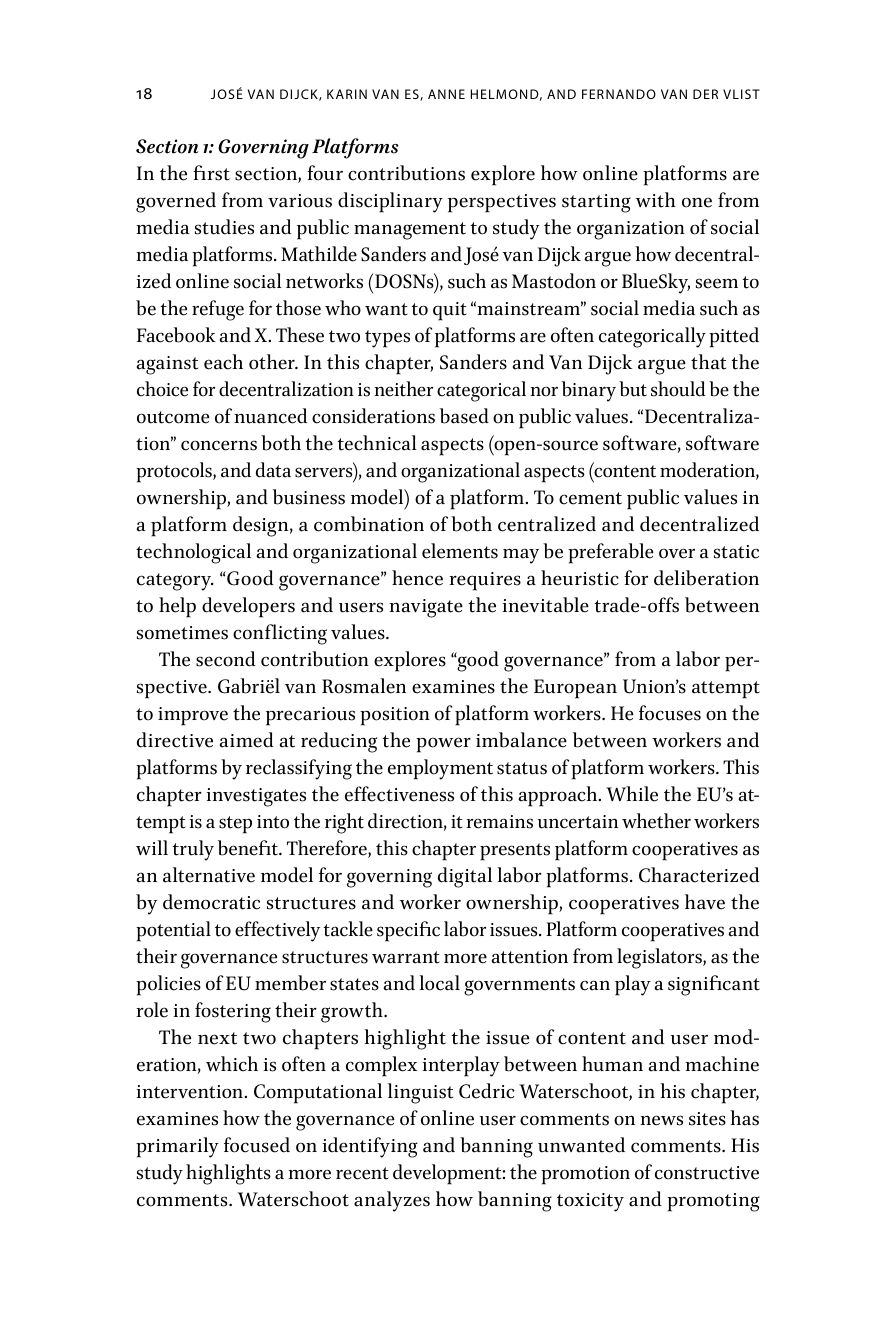 18 JOSÉ VAN DIJCK, KARIN VAN ES, ANNE HELMOND, AND FERNANDO VAN DER VLIST
Section 1: Governing Platforms
In the first section, four contributions explore how online platforms are
governed from various disciplinary perspectives starting with one from
media studies and public management to study the organization of social
media platforms. Mathilde Sanders and José van Dijck argue how decentral-
ized online social networks (DOSNs), such as Mastodon or BlueSky, seem to
be the refuge for those who want to quit “mainstream” social media such as
Facebook and X. These two types of platforms are often categorically pitted
against each other. In this chapter, Sanders and Van Dijck argue that the
choice for decentralization is neither categorical nor binary but should be the
outcome of nuanced considerations based on public values. “Decentraliza-
tion” concerns both the technical aspects (open-source software, software
protocols, and data servers), and organizational aspects (content moderation,
ownership, and business model) of a platform. To cement public values in
a platform design, a combination of both centralized and decentralized
technological and organizational elements may be preferable over a static
category. “Good governance” hence requires a heuristic for deliberation
to help developers and users navigate the inevitable trade-offs between
sometimes conflicting values.
The second contribution explores “good governance” from a labor per-
spective. Gabriël van Rosmalen examines the European Union’s attempt
to improve the precarious position of platform workers. He focuses on the
directive aimed at reducing the power imbalance between workers and
platforms by reclassifying the employment status of platform workers. This
chapter investigates the effectiveness of this approach. While the EU’s at-
tempt is a step into the right direction, it remains uncertain whether workers
will truly benefit. Therefore, this chapter presents platform cooperatives as
an alternative model for governing digital labor platforms. Characterized
by democratic structures and worker ownership, cooperatives have the
potential to effectively tackle specific labor issues. Platform cooperatives and
their governance structures warrant more attention from legislators, as the
policies of EU member states and local governments can play a significant
role in fostering their growth.
The next two chapters highlight the issue of content and user mod-
eration, which is often a complex interplay between human and machine
intervention. Computational linguist Cedric Waterschoot, in his chapter,
examines how the governance of online user comments on news sites has
primarily focused on identifying and banning unwanted comments. His
study highlights a more recent development: the promotion of constructive
comments. Waterschoot analyzes how banning toxicity and promoting